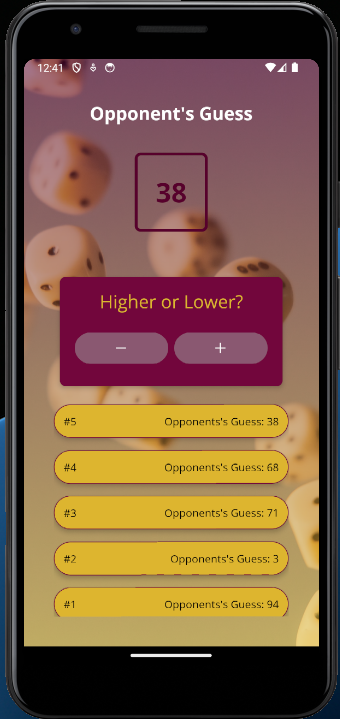 12:41
Opponent's Guess
38
Higher or Lower?
− +
#5 Opponents's Guess: 38
#4 Opponents's Guess: 68
#3 Opponents's Guess: 71
#2 Opponents's Guess: 3
#1 Opponents's Guess: 94